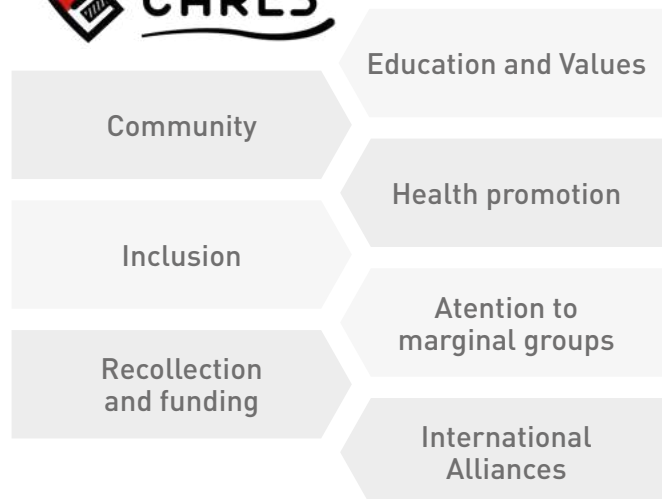 CARES
Education and Values
Community
Health promotion
Inclusion
Atention to
marginal groups
Recollection
and funding
International
Alliances